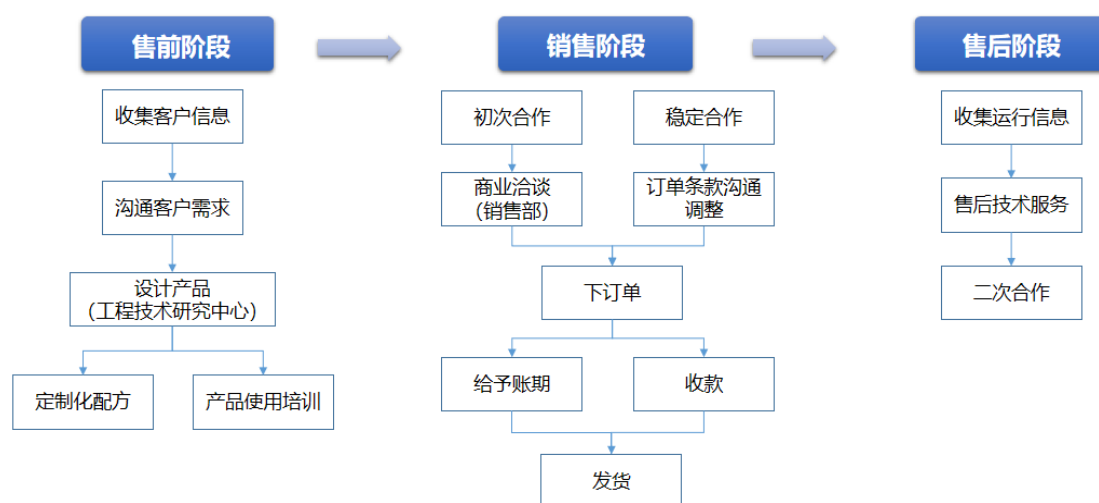 售前阶段
销售阶段
售后阶段
收集客户信息
沟通客户需求
设计产品
（工程技术研究中心）
定制化配方
产品使用培训
初次合作
稳定合作
商业洽谈
（销售部）
订单条款沟通
调整
下订单
给予账期
收款
发货
收集运行信息
售后技术服务
二次合作